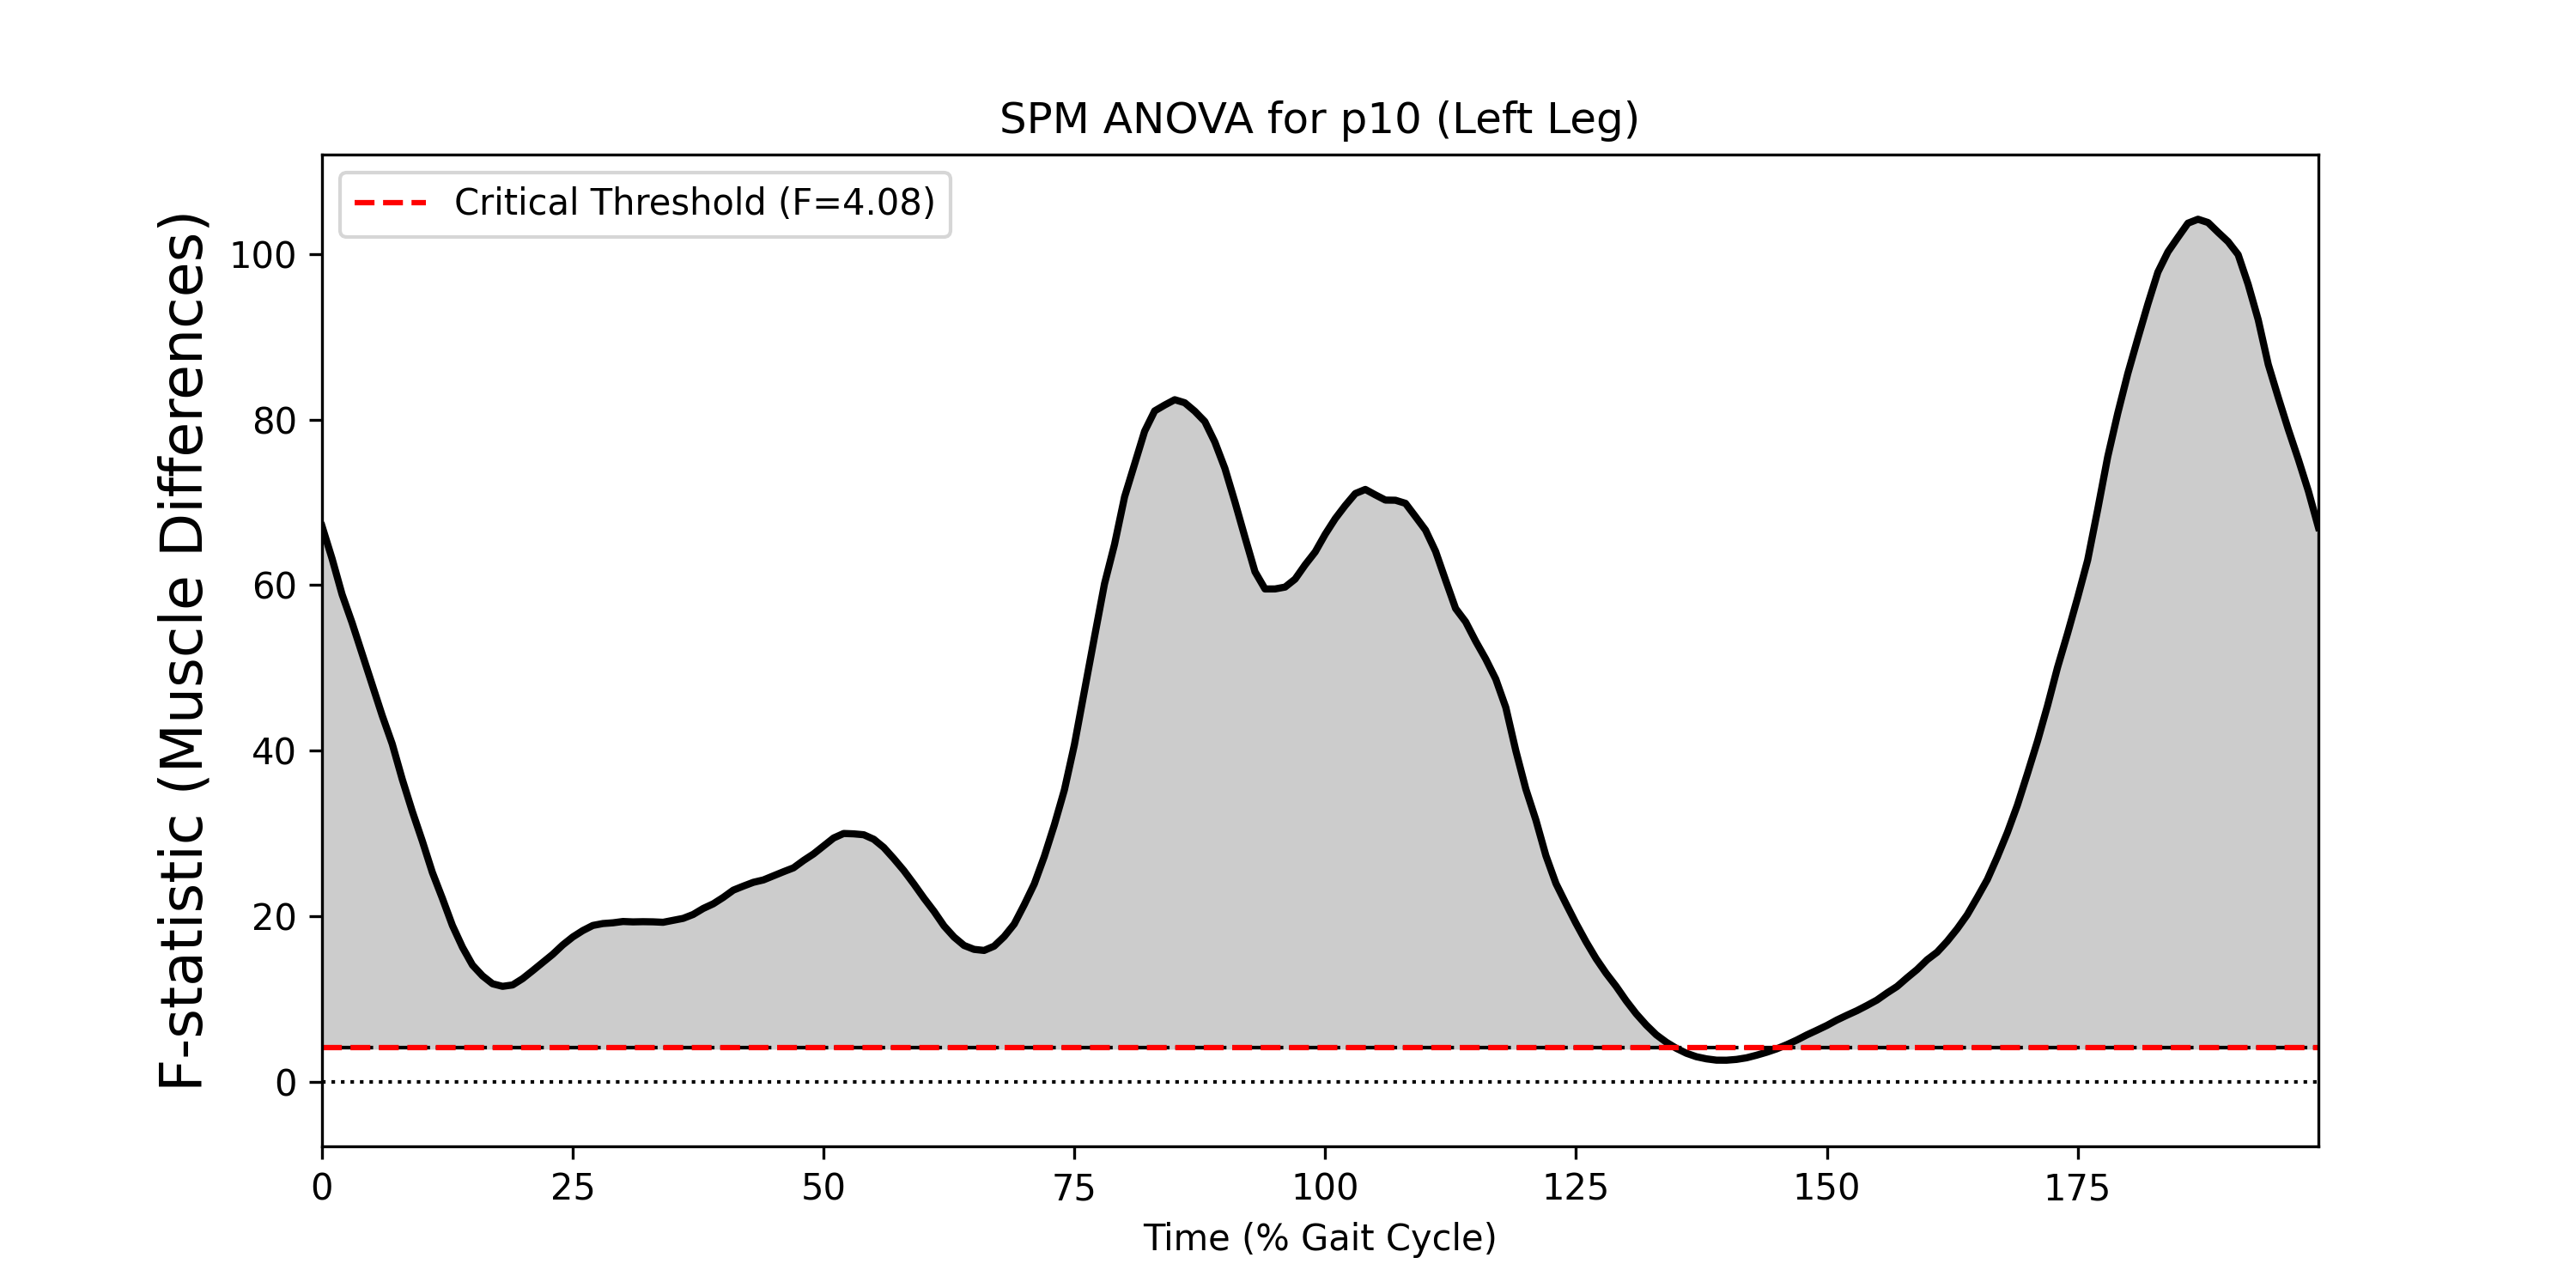 SPM ANOVA for p10 (Left Leg)
Critical Threshold (F=4.08)
F-statistic (Muscle Differences)
100
80
60
40
20
0
0 25 50 75 100 125 150 175
Time (% Gait Cycle)